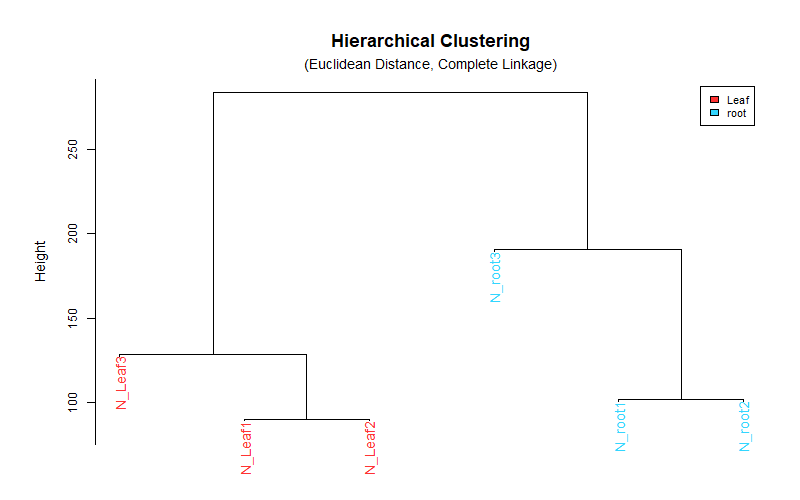 Hierarchical Clustering
(Euclidean Distance, Complete Linkage)
Leaf
root
Height
250
200
150
100
N_Leaf3
N_Leaf1
N_Leaf2
N_root3
N_root1
N_root2